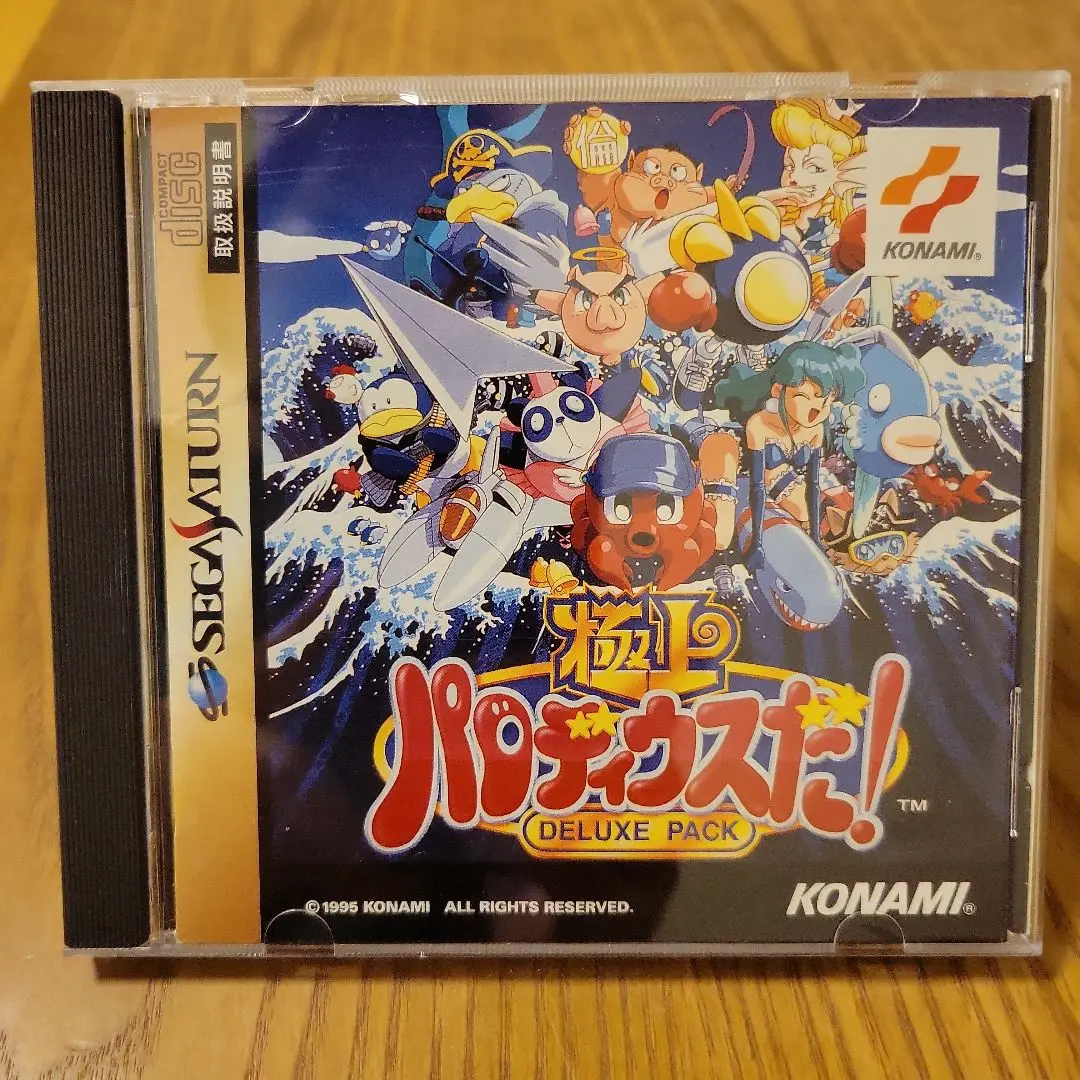 COMPACT
disc
取扱説明書
SEGA SATURN
倫
KONAMI®
極上
パロディウスだ!
TM
DELUXE PACK
©1995 KONAMI ALL RIGHTS RESERVED.
KONAMI®